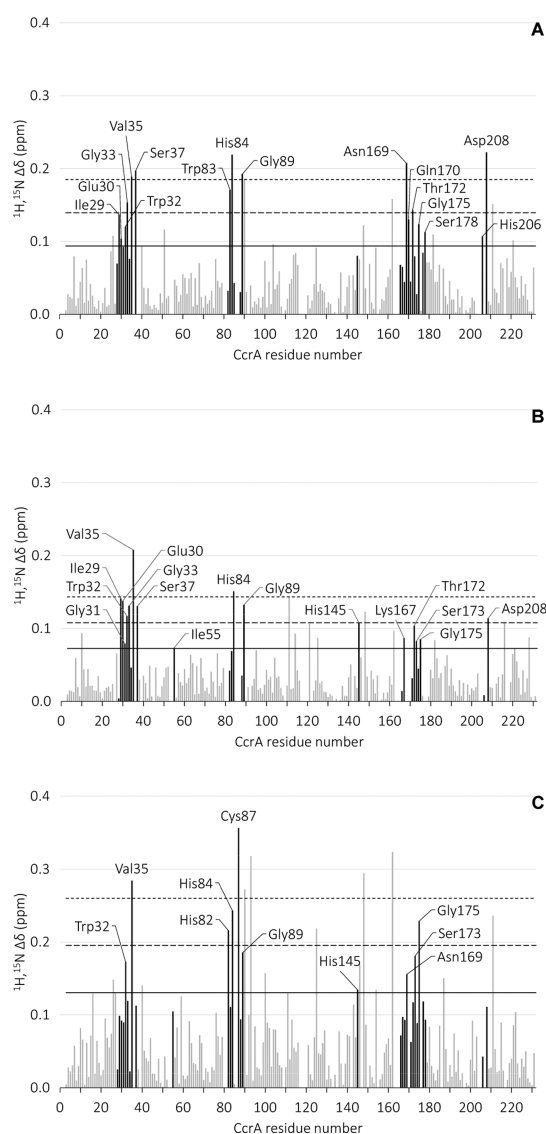 A
0.4
0.3
0.2
0.1
0.0
¹H,¹⁵N Δδ (ppm)
Val35
Gly33
Ser37
Glu30
Ile29
Trp32
His84
Trp83
Gly89
Asn169
Gln170
Thr172
Gly175
Ser178
Asp208
His206
0 20 40 60 80 100 120 140 160 180 200 220
CcrA residue number
B
0.4
0.3
0.2
0.1
0.0
¹H,¹⁵N Δδ (ppm)
Val35
Glu30
Ile29
Gly33
Trp32
Ser37
Gly31
Ile55
His84
Gly89
His145
Lys167
Thr172
Ser173
Gly175
Asp208
0 20 40 60 80 100 120 140 160 180 200 220
CcrA residue number
C
0.4
0.3
0.2
0.1
0.0
¹H,¹⁵N Δδ (ppm)
Cys87
Val35
His84
Trp32
His82
Gly89
His145
Gly175
Ser173
Asn169
0 20 40 60 80 100 120 140 160 180 200 220
CcrA residue number